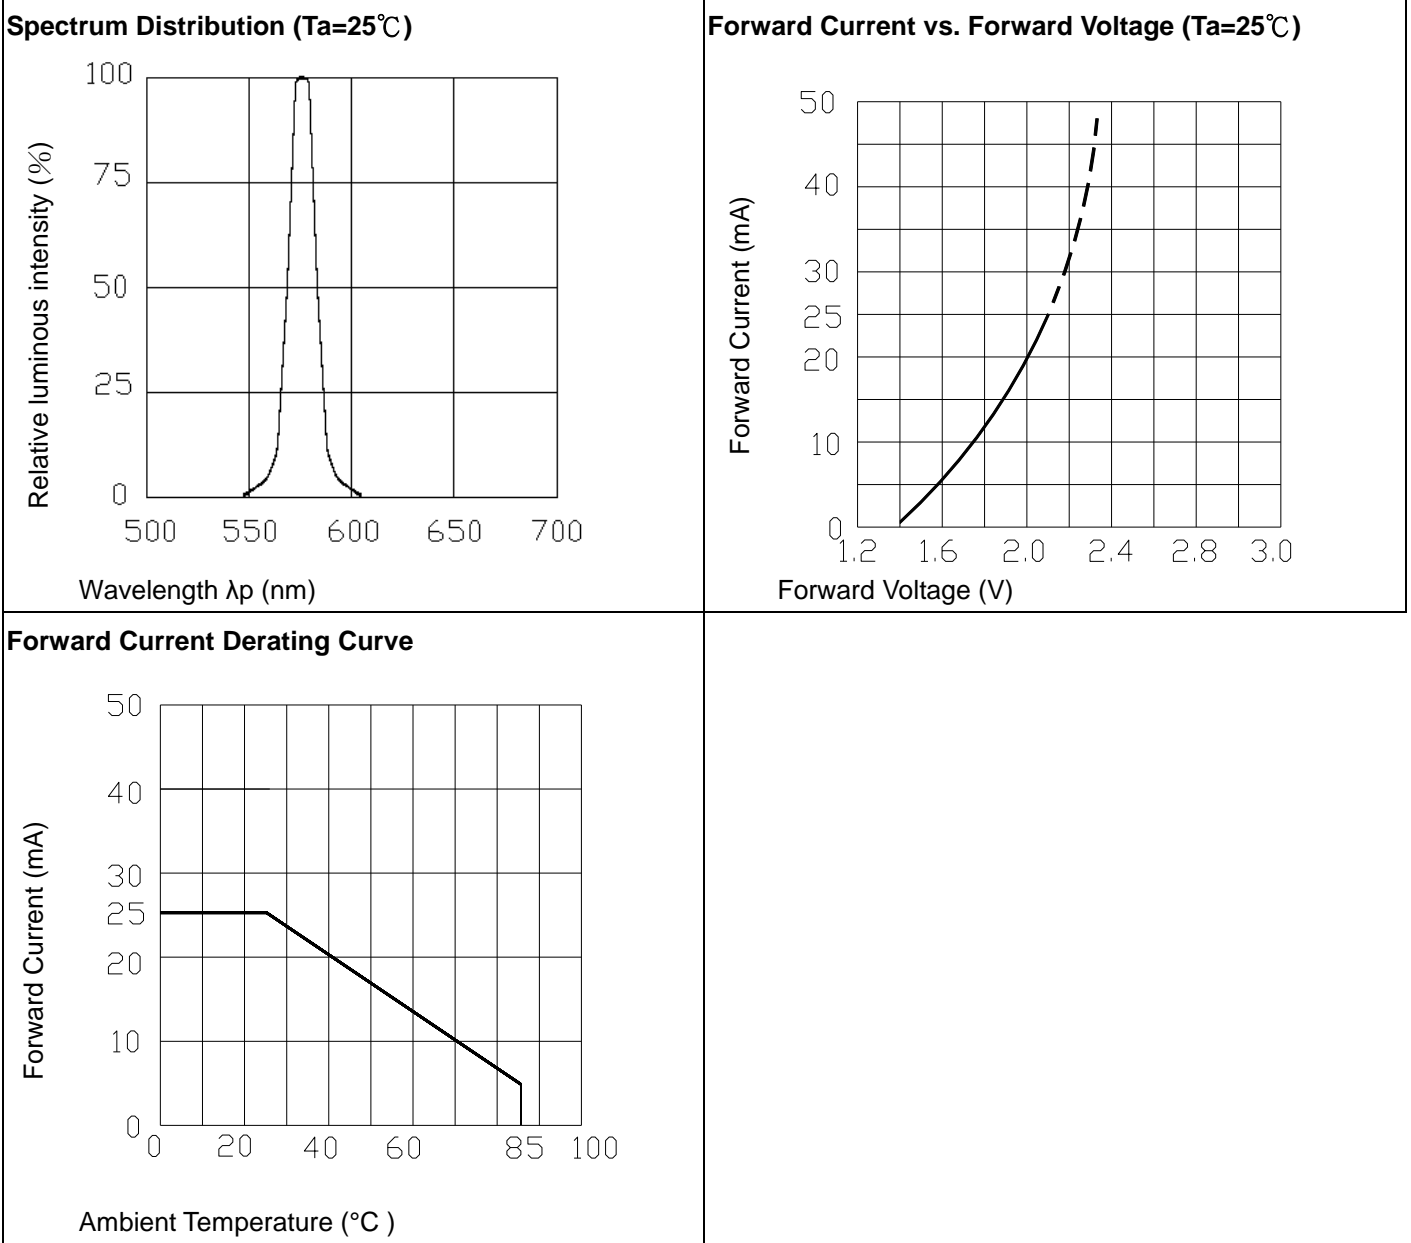 Spectrum Distribution (Ta=25℃)
100
75
50
25
0
500 550 600 650 700
Relative luminous intensity (%)
Wavelength λp (nm)
Forward Current vs. Forward Voltage (Ta=25℃)
50
40
30
25
20
10
0
1.2 1.6 2.0 2.4 2.8 3.0
Forward Current (mA)
Forward Voltage (V)
Forward Current Derating Curve
50
40
30
25
20
10
0
0 20 40 60 85 100
Forward Current (mA)
Ambient Temperature (°C )